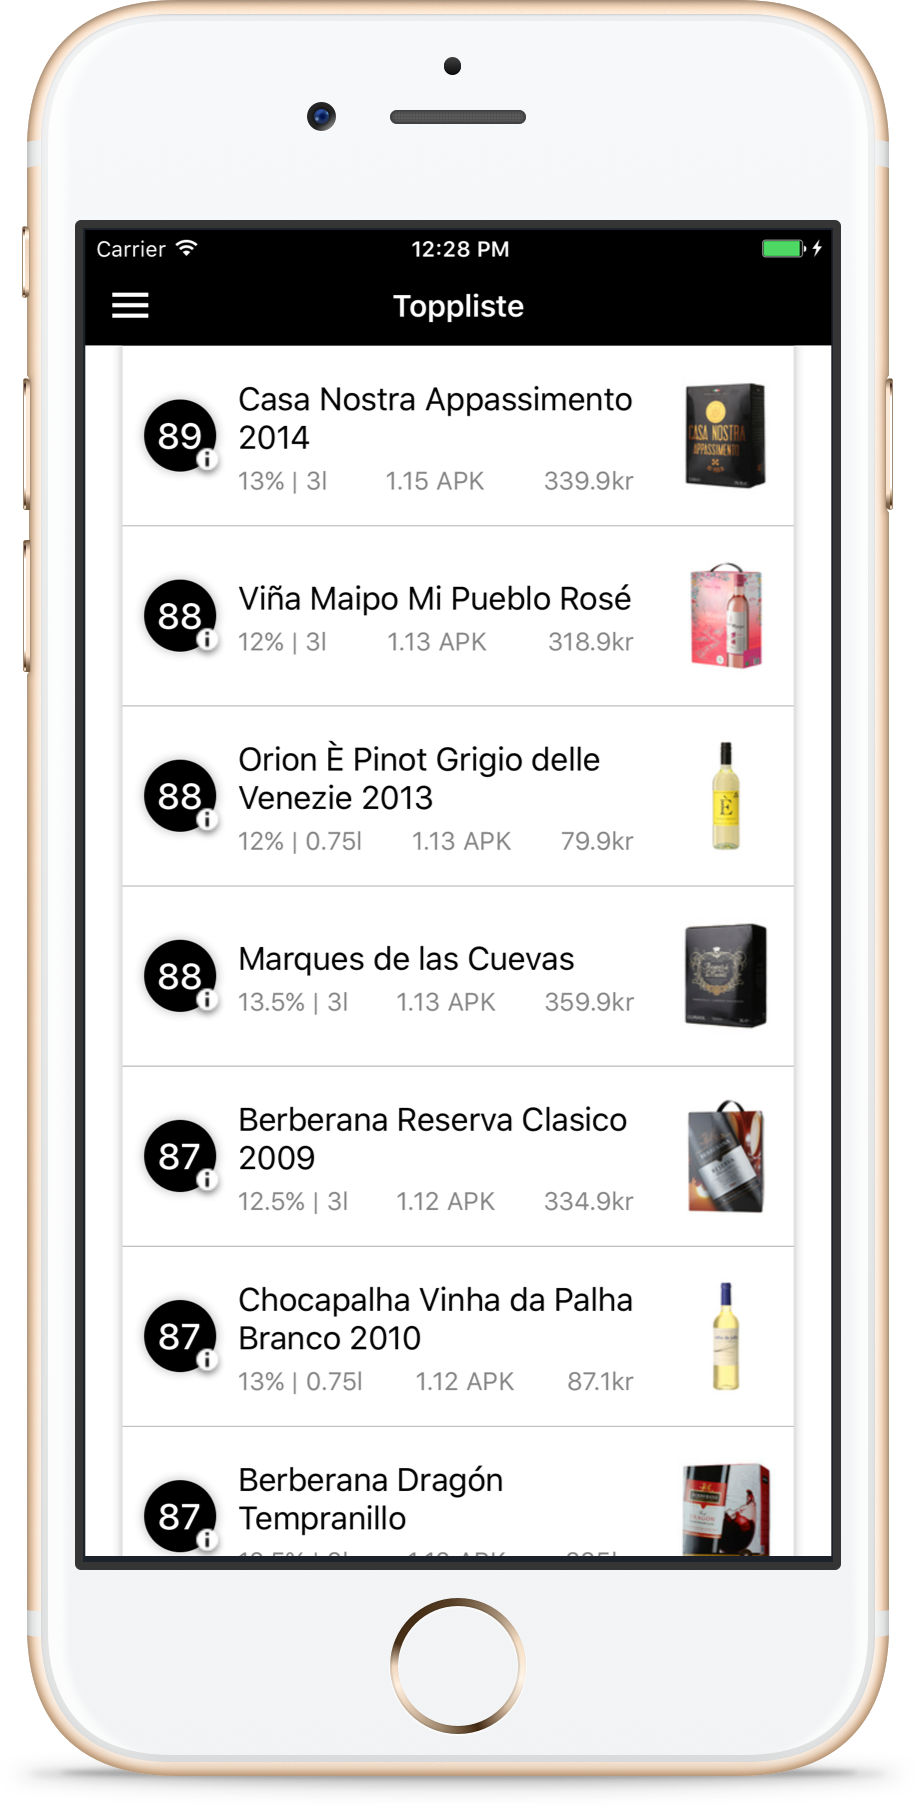 Carrier 12:28 PM
Toppliste
89 Casa Nostra Appassimento
2014
13% | 3l 1.15 APK 339.9kr
CASA NOSTRA
APPASSIMENTO
88 Viña Maipo Mi Pueblo Rosé
12% | 3l 1.13 APK 318.9kr
88 Orion È Pinot Grigio delle
Venezie 2013
12% | 0.75l 1.13 APK 79.9kr
È
88 Marques de las Cuevas
13.5% | 3l 1.13 APK 359.9kr
87 Berberana Reserva Clasico
2009
12.5% | 3l 1.12 APK 334.9kr
87 Chocapalha Vinha da Palha
Branco 2010
13% | 0.75l 1.12 APK 87.1kr
87 Berberana Dragón
Tempranillo